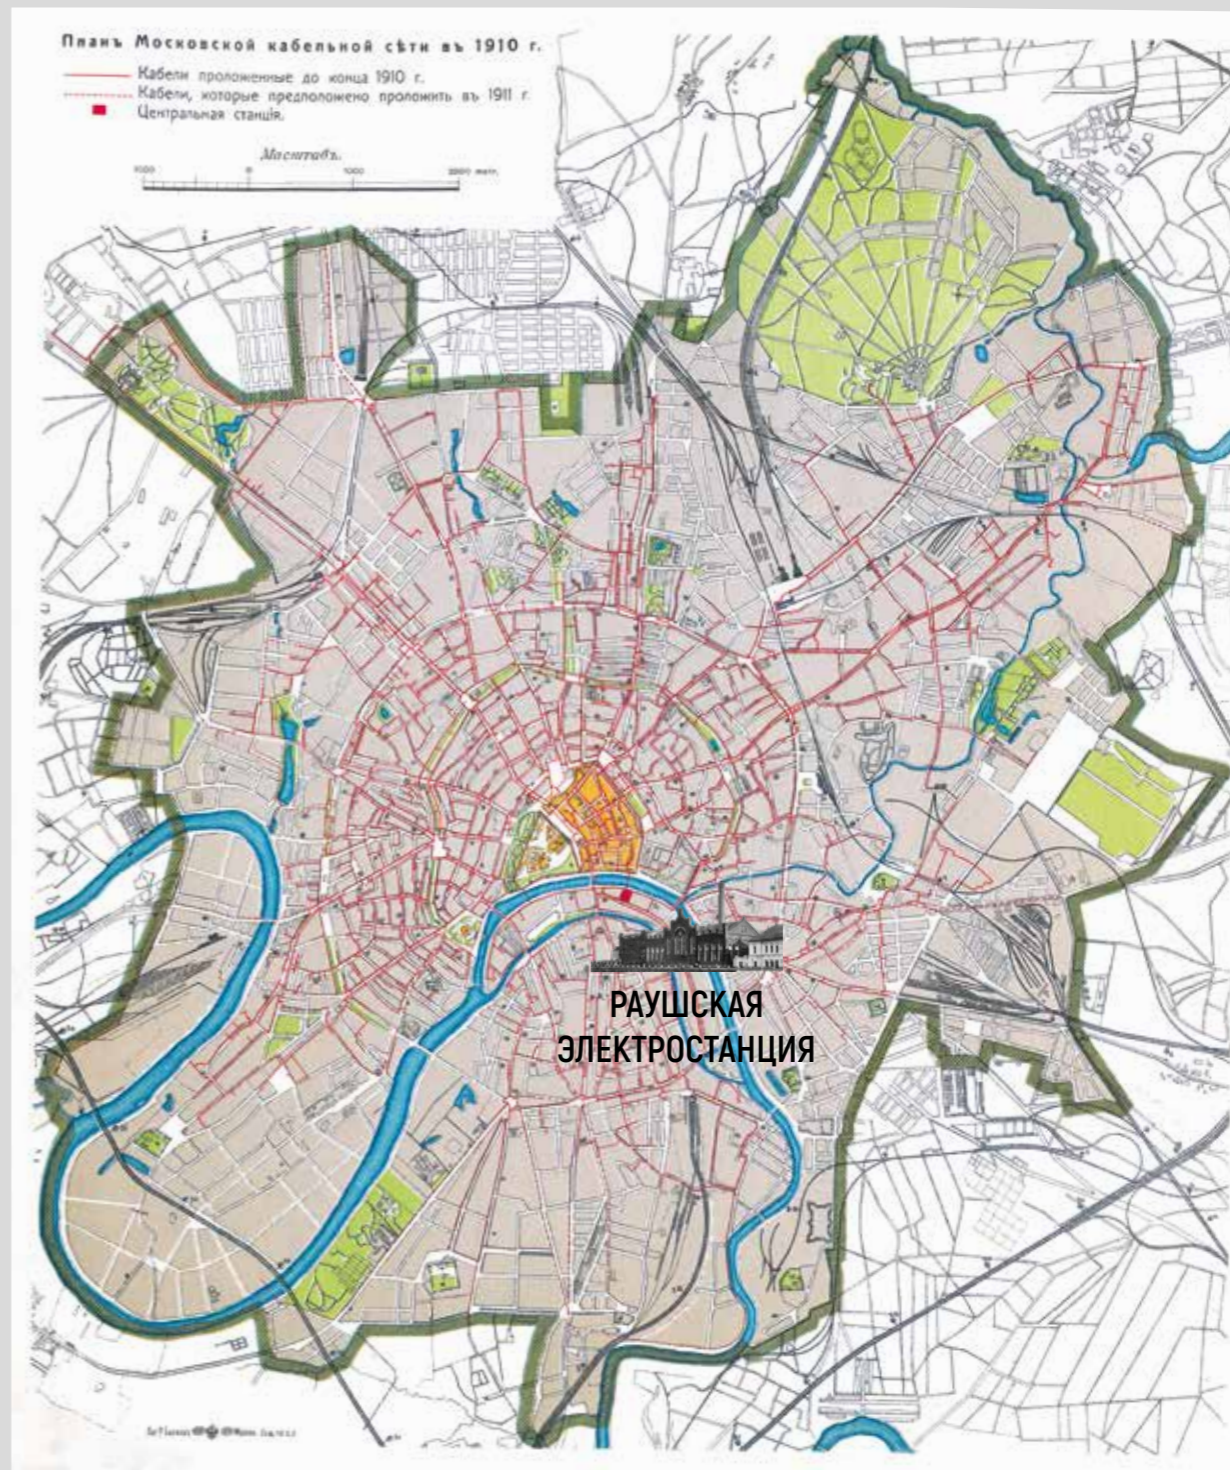 Планъ Московской кабельной сѣти въ 1910 г.
Кабели проложенные до конца 1910 г.
Кабели, которые предположено проложить въ 1911 г.
Центральная станція.
Масштабъ.
1000 0 1000 2000 метр.
РАУШСКАЯ
ЭЛЕКТРОСТАНЦИЯ